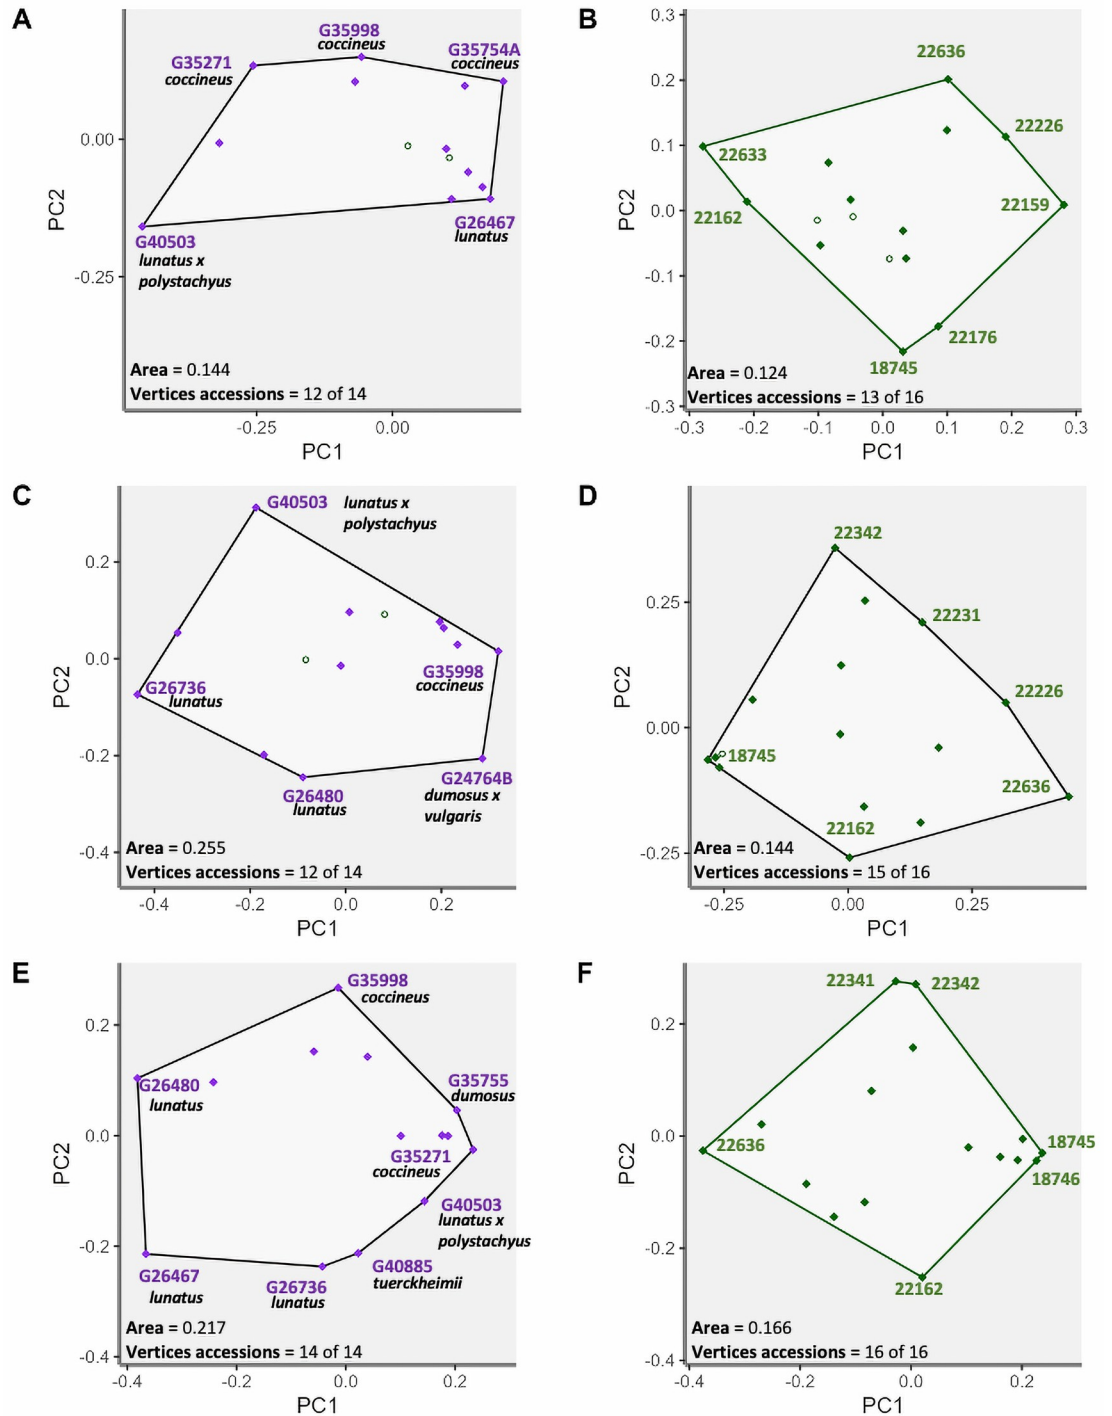 A
G35998
coccineus
G35754A
coccineus
G35271
coccineus
0.00
PC2
G26467
lunatus
G40503
lunatus x
polystachyus
-0.25
Area = 0.144
Vertices accessions = 12 of 14
-0.25
0.00
PC1
B
0.3
22636
0.2
22226
0.1
22633
PC2
22159
0.0
22162
-0.1
22176
-0.2
18745
Area = 0.124
Vertices accessions = 13 of 16
-0.3
-0.3
-0.2
-0.1
0.0
0.1
0.2
0.3
PC1
C
G40503
lunatus x
polystachyus
0.2
0.0
PC2
G35998
coccineus
G26736
lunatus
-0.2
G24764B
dumosus x
vulgaris
G26480
lunatus
-0.4
Area = 0.255
Vertices accessions = 12 of 14
-0.4
-0.2
0.0
0.2
PC1
D
22342
0.25
22231
22226
PC2
0.00
18745
22636
22162
-0.25
Area = 0.144
Vertices accessions = 15 of 16
-0.25
0.00
0.25
PC1
E
G35998
coccineus
0.2
G26480
lunatus
G35755
dumosus
0.0
PC2
G35271
coccineus
G40503
lunatus x
polystachyus
-0.2
G26467
lunatus
G26736
lunatus
G40885
tuerckheimii
Area = 0.217
Vertices accessions = 14 of 14
-0.4
-0.4
-0.2
0.0
0.2
PC1
F
22341
22342
0.2
0.0
PC2
22636
18745
18746
-0.2
22162
Area = 0.166
Vertices accessions = 16 of 16
-0.4
-0.4
-0.2
0.0
0.2
PC1